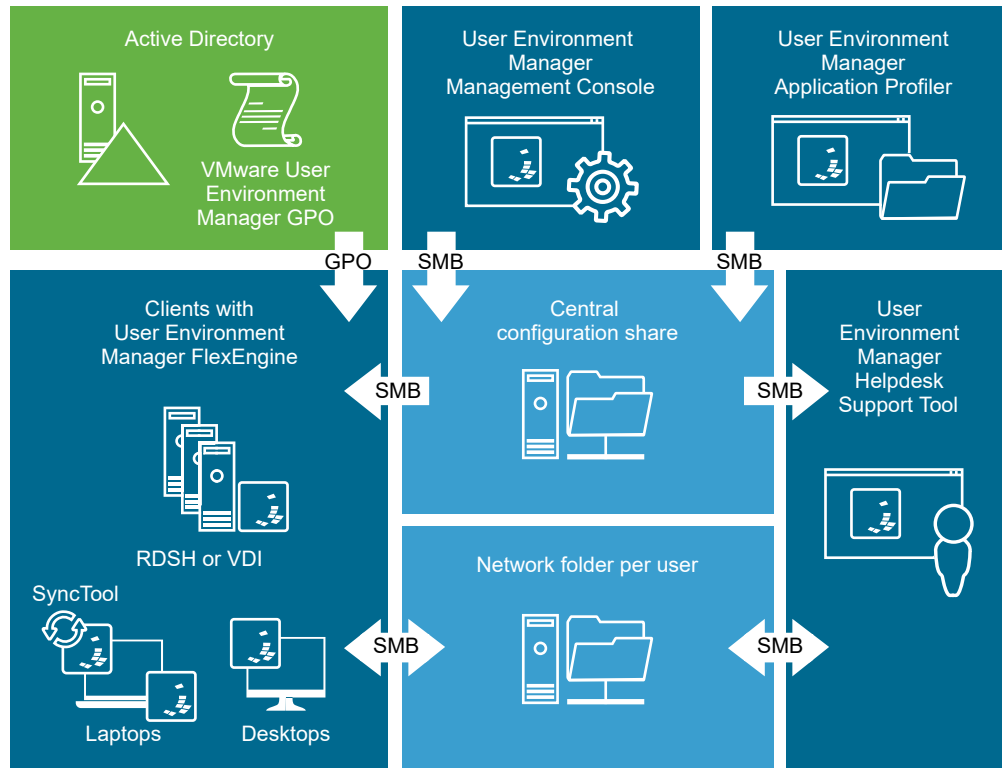 Active Directory
VMware User
Environment
Manager GPO
User Environment
Manager
Management Console
User Environment
Manager
Application Profiler
GPO
SMB
SMB
Clients with
User Environment
Manager FlexEngine
SMB
RDSH or VDI
SyncTool
Laptops
Desktops
Central
configuration share
SMB
User
Environment
Manager
Helpdesk
Support Tool
Network folder per user
SMB
SMB